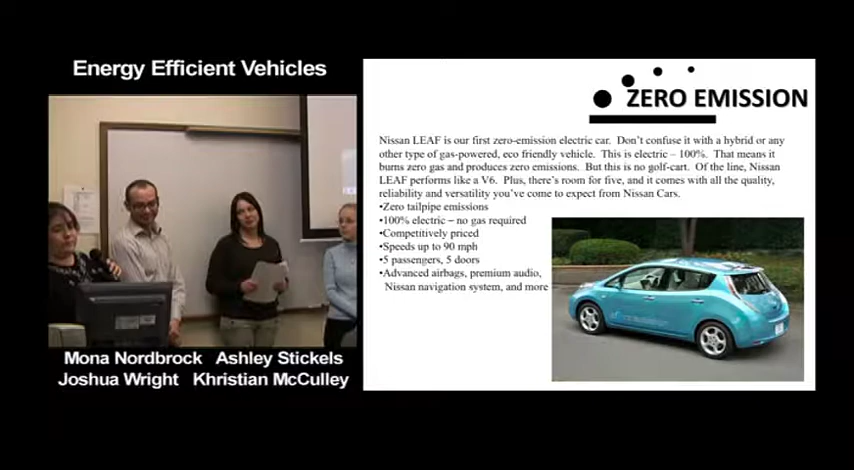 Energy Efficient Vehicles
Mona Nordbrock Ashley Stickels
Joshua Wright Khristian McCulley
ZERO EMISSION
Nissan LEAF is our first zero-emission electric car. Don't confuse it with a hybrid or any
other type of gas-powered, eco friendly vehicle. This is electric – 100%. That means it
burns zero gas and produces zero emissions. But this is no golf-cart. Of the line, Nissan
LEAF performs like a V6. Plus, there's room for five, and it comes with all the quality,
reliability and versatility you've come to expect from Nissan Cars.
•Zero tailpipe emissions
•100% electric – no gas required
•Competitively priced
•Speeds up to 90 mph
•5 passengers, 5 doors
•Advanced airbags, premium audio,
Nissan navigation system, and more